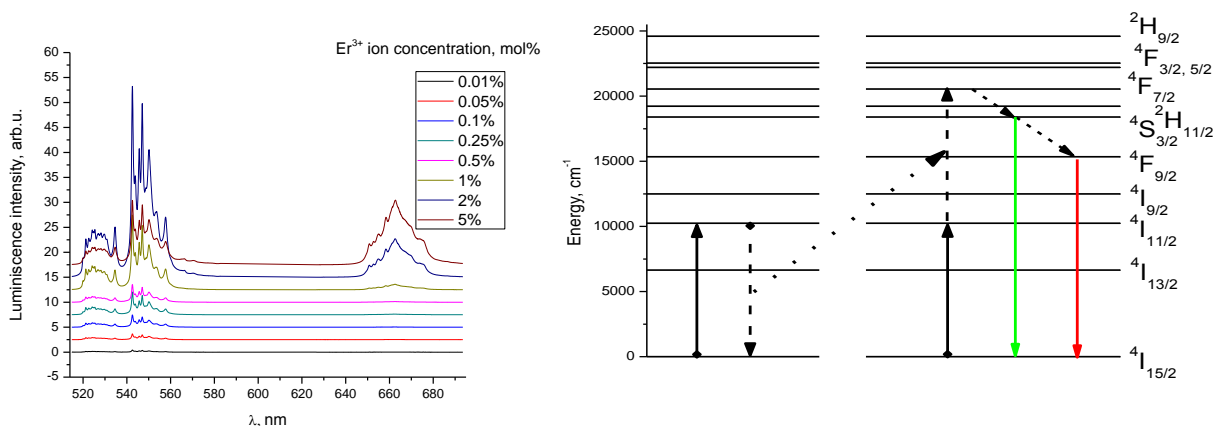 Er3+ ion concentration, mol%
0.01%
0.05%
0.1%
0.25%
0.5%
1%
2%
5%
Luminiscence intensity, arb.u.
60
55
50
45
40
35
30
25
20
15
10
5
0
-5
520 540 560 580 600 620 640 660 680
λ, nm
Energy, cm-1
25000
20000
15000
10000
5000
0
2H9/2
4F3/2, 5/2
4F7/2
2H11/2
4S3/2
4F9/2
4I9/2
4I11/2
4I13/2
4I15/2